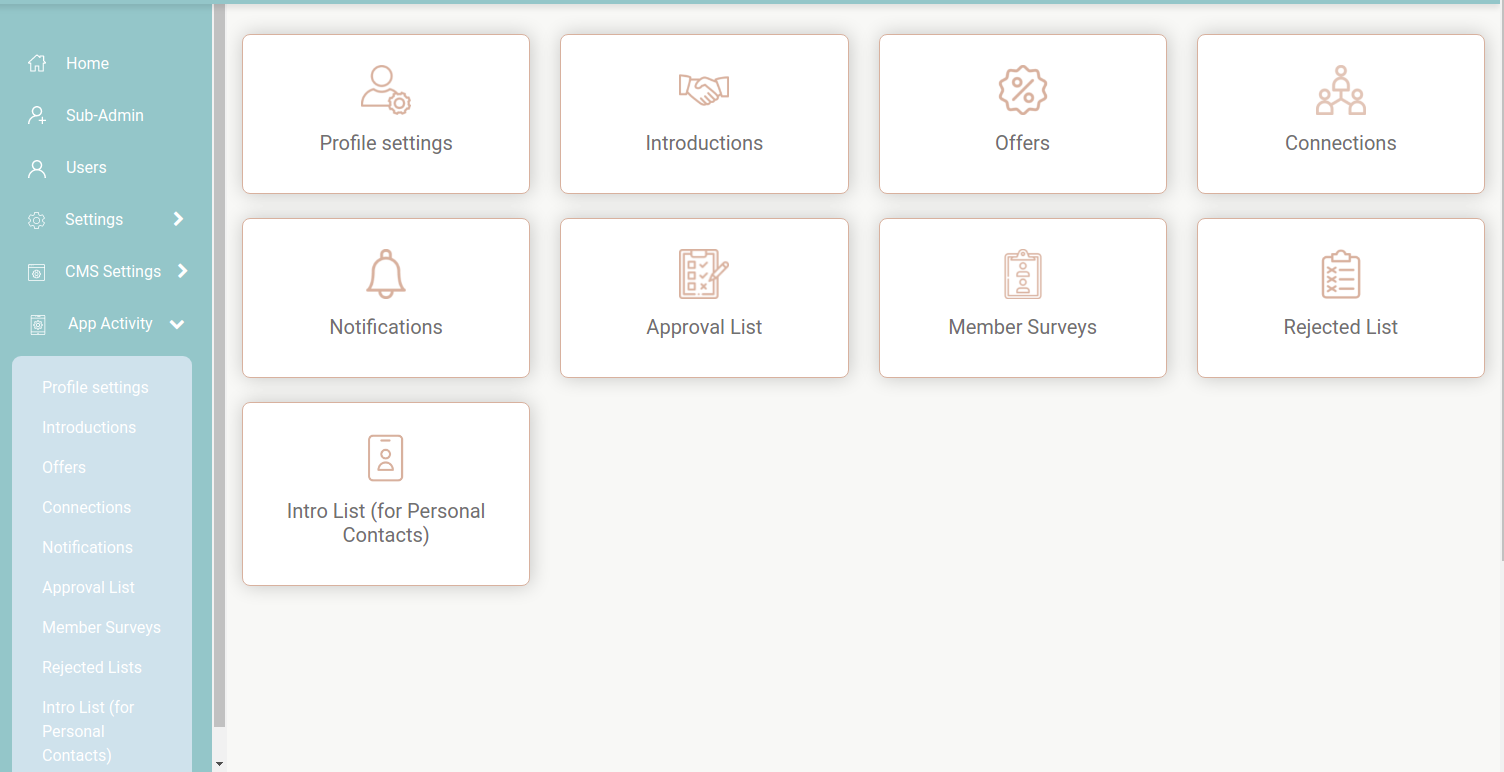 Home
Sub-Admin
Users
Settings
CMS Settings
App Activity
Profile settings
Introductions
Offers
Connections
Notifications
Approval List
Member Surveys
Rejected Lists
Intro List (for
Personal
Contacts)
Profile settings
Introductions
Offers
Connections
Notifications
Approval List
Member Surveys
Rejected List
Intro List (for Personal
Contacts)